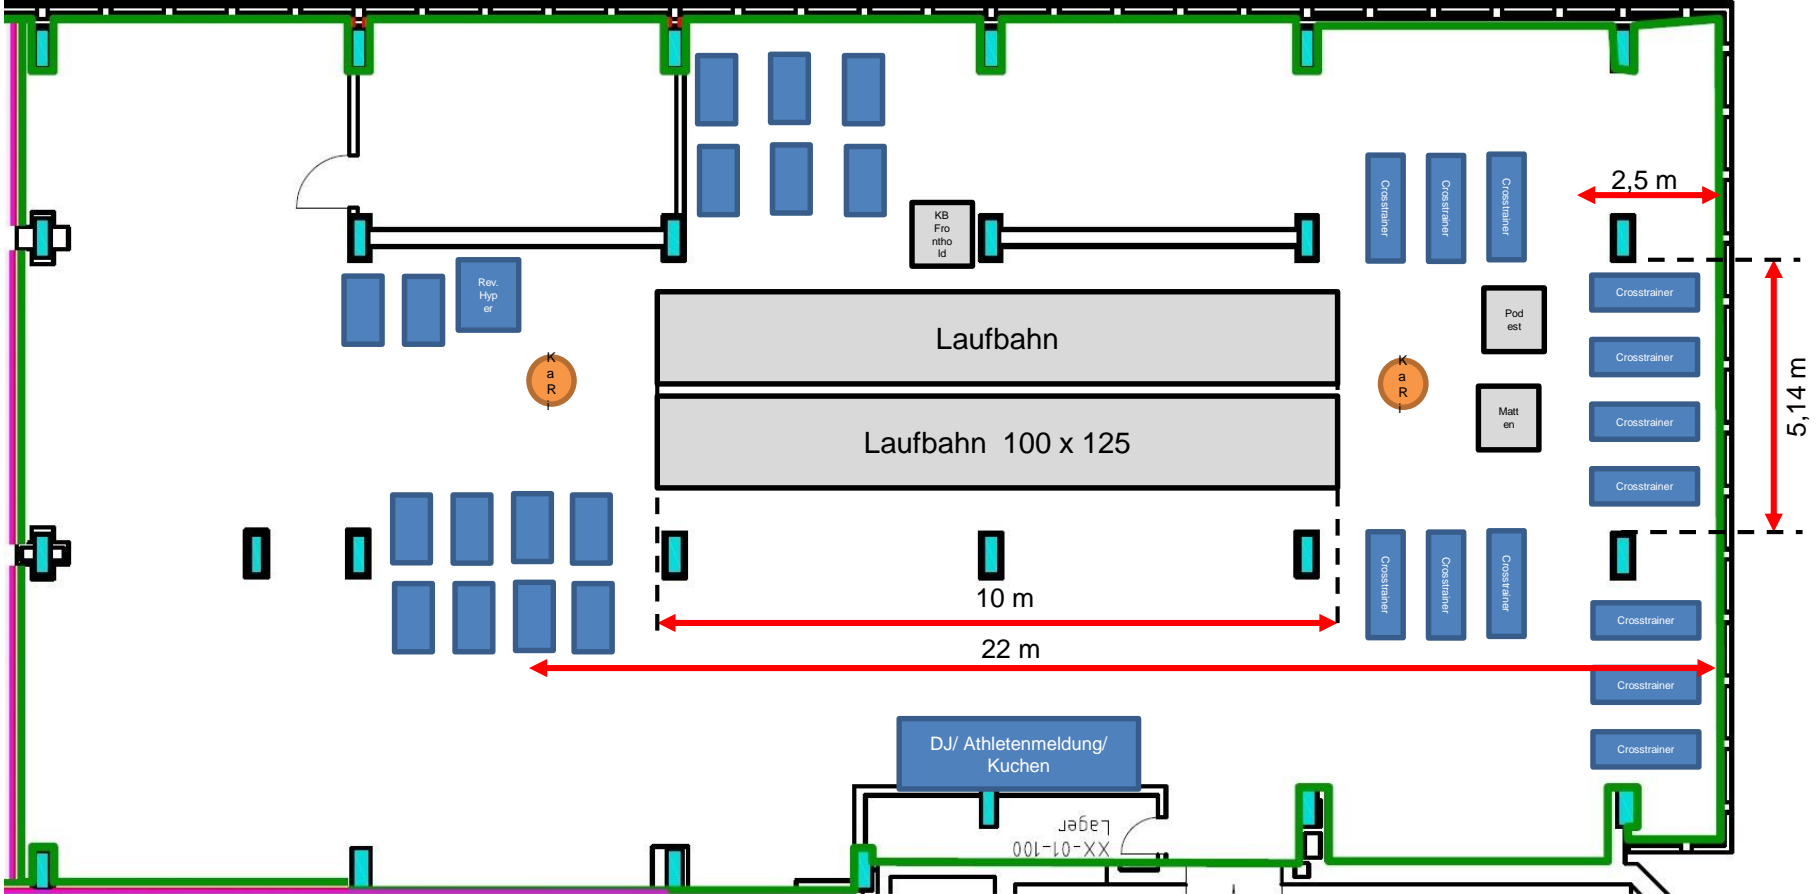 KB
Fro
ntho
ld
Crosstrainer
Crosstrainer
Crosstrainer
2,5 m
Rev.
Hyp
er
Crosstrainer
Pod
est
Laufbahn
Crosstrainer
K
a
R
i
K
a
R
i
5,14 m
Matt
en
Crosstrainer
Laufbahn 100 x 125
Crosstrainer
Crosstrainer
Crosstrainer
Crosstrainer
10 m
Crosstrainer
22 m
Crosstrainer
DJ/ Athletenmeldung/
Kuchen
Crosstrainer
XX-01-100
Lager